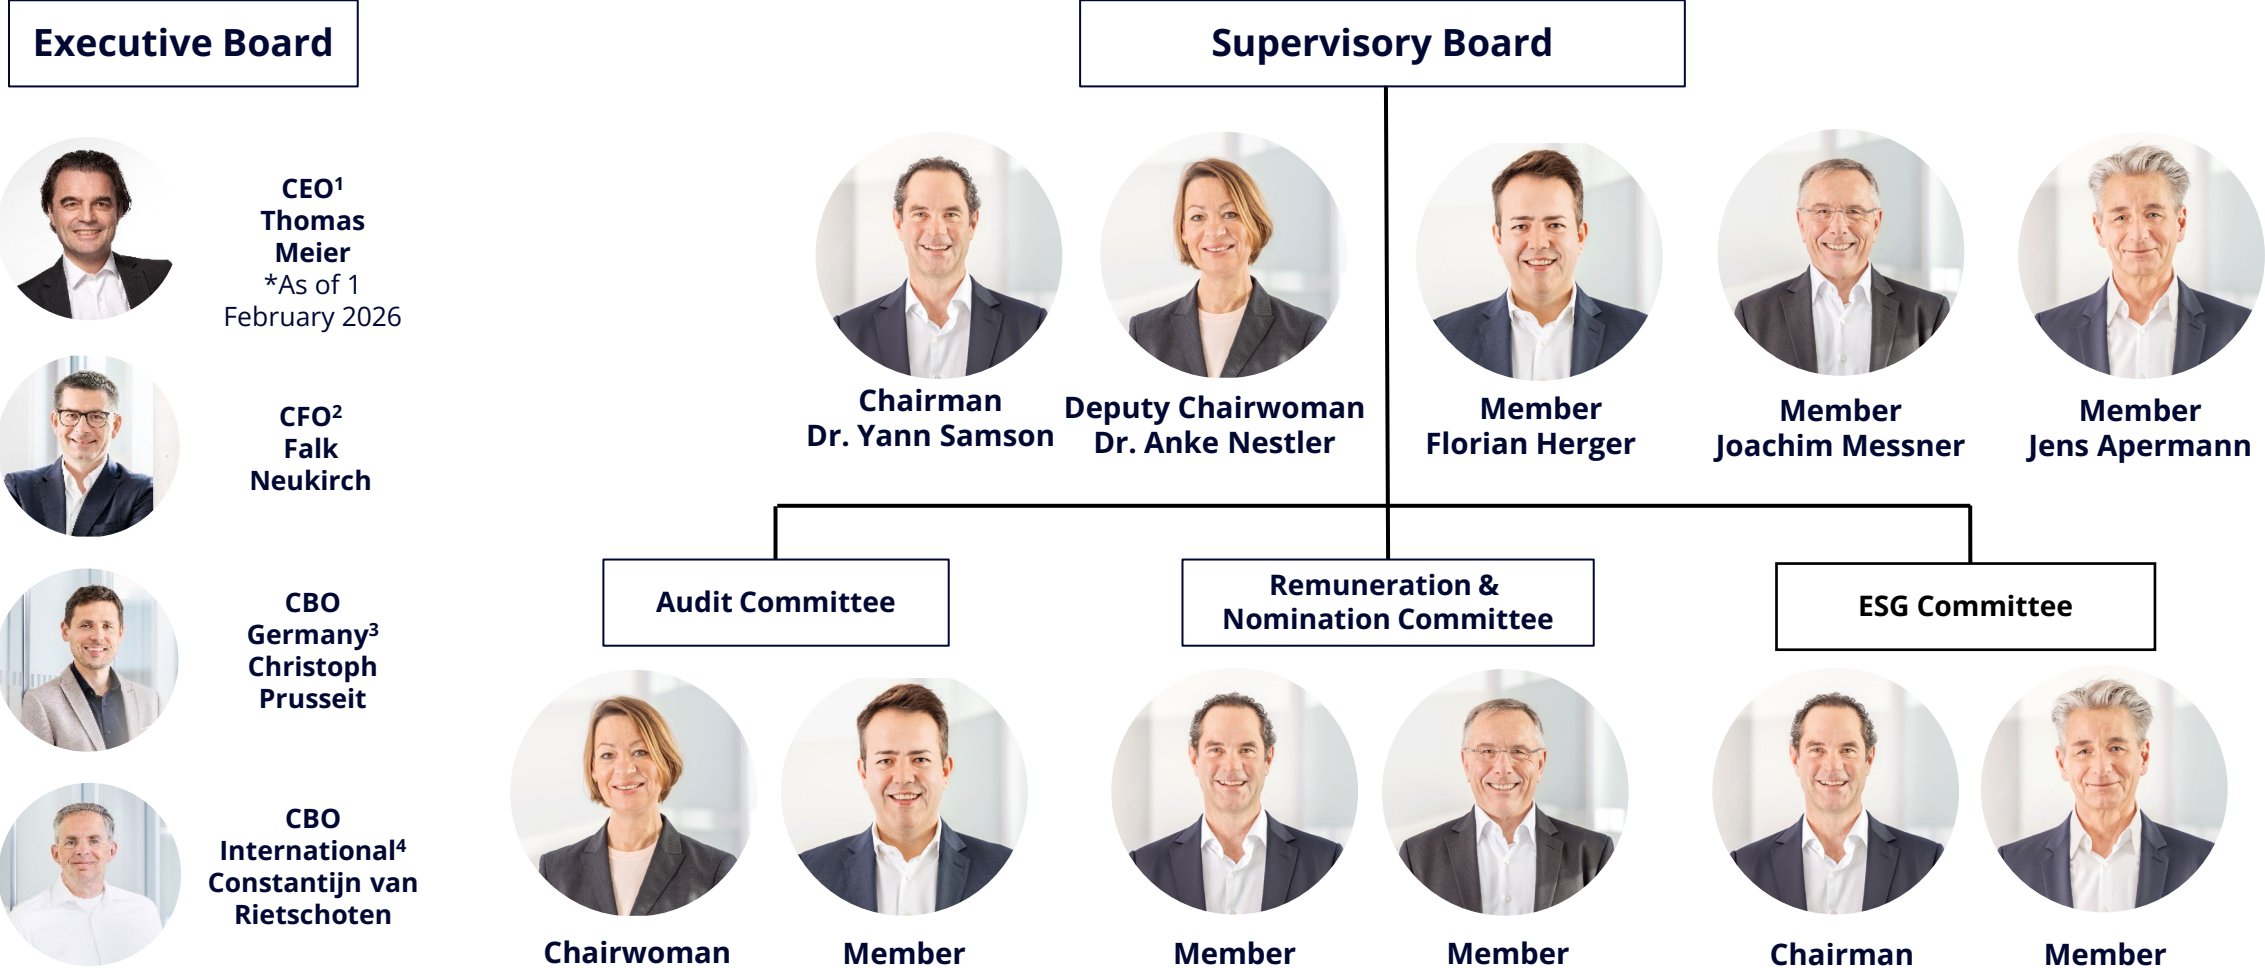 Executive Board
CEO¹
Thomas
Meier
*As of 1
February 2026
CFO²
Falk
Neukirch
CBO
Germany³
Christoph
Prusseit
CBO
International⁴
Constantijn van
Rietschoten
Supervisory Board
Chairman
Dr. Yann Samson
Deputy Chairwoman
Dr. Anke Nestler
Member
Florian Herger
Member
Joachim Messner
Member
Jens Apermann
Audit Committee
Chairwoman
Member
Remuneration &
Nomination Committee
Member
Member
ESG Committee
Chairman
Member